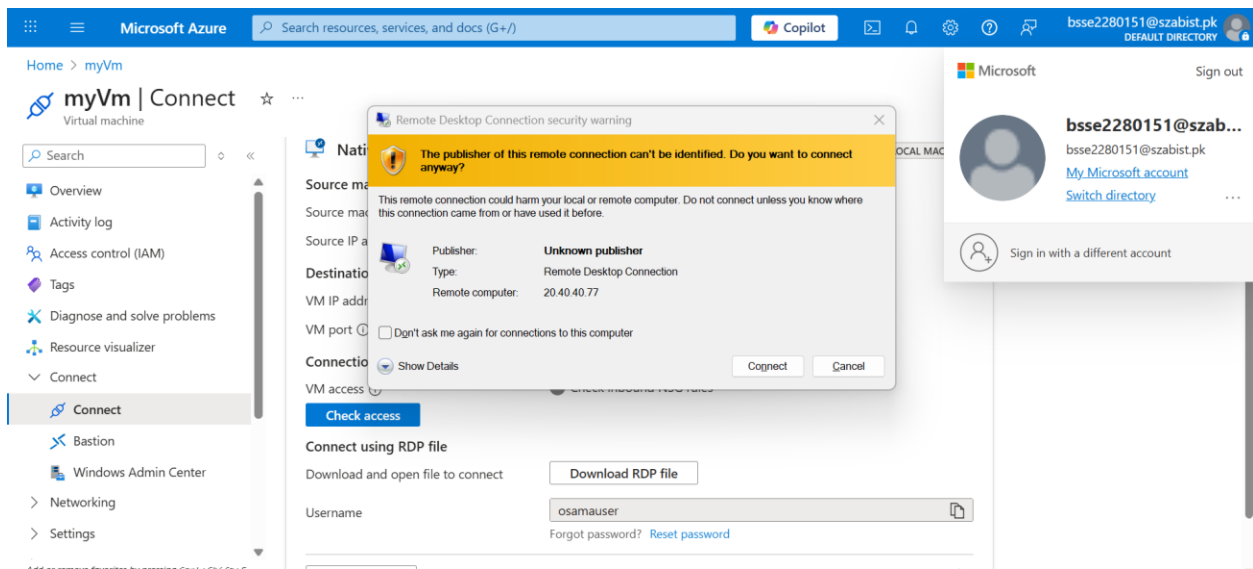 Microsoft Azure
Search resources, services, and docs (G+/)
Copilot
bsse2280151@szabist.pk
DEFAULT DIRECTORY
Home > myVm
myVm | Connect
Virtual machine
Search
Overview
Activity log
Access control (IAM)
Tags
Diagnose and solve problems
Resource visualizer
Connect
Connect
Bastion
Windows Admin Center
Networking
Settings
Nati
OCAL MAC
Source ma
Source mac
Source IP a
Destinatio
VM IP addr
VM port
Connectio
VM access
Check access
Connect using RDP file
Download and open file to connect
Download RDP file
Username
osamauser
Forgot password? Reset password
Remote Desktop Connection security warning
The publisher of this remote connection can't be identified. Do you want to connect
anyway?
This remote connection could harm your local or remote computer. Do not connect unless you know where
this connection came from or have used it before.
Publisher: Unknown publisher
Type: Remote Desktop Connection
Remote computer: 20.40.40.77
Don't ask me again for connections to this computer
Show Details
Connect
Cancel
Microsoft
Sign out
bsse2280151@szab...
bsse2280151@szabist.pk
My Microsoft account
Switch directory
Sign in with a different account